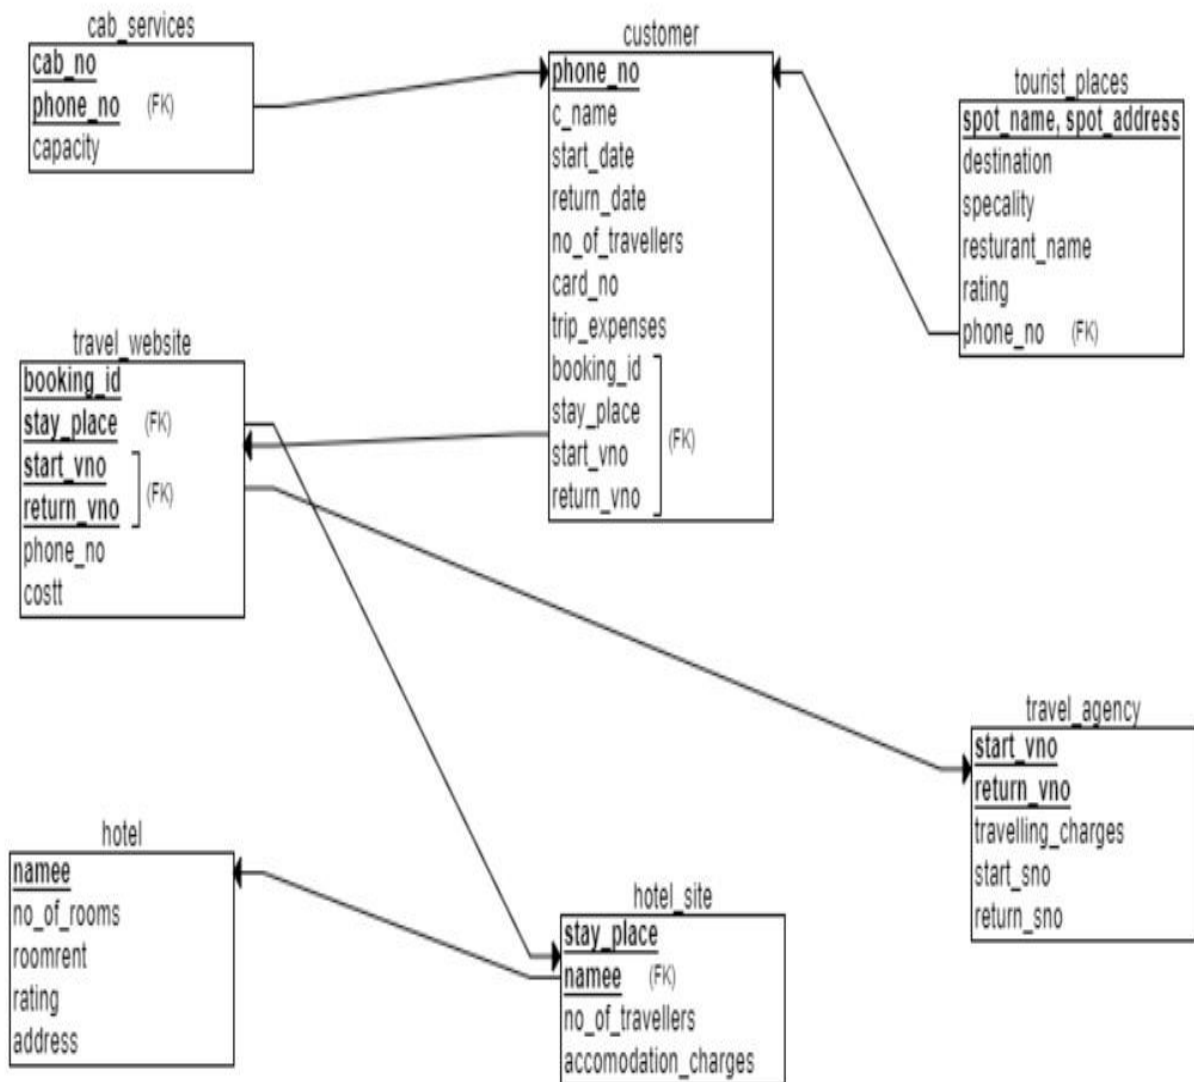 cab_services
cab_no
phone_no (FK)
capacity
customer
phone_no
c_name
start_date
return_date
no_of_travellers
card_no
trip_expenses
booking_id
stay_place
start_vno
return_vno
(FK)
tourist_places
spot_name, spot_address
destination
specality
resturant_name
rating
phone_no (FK)
travel_website
booking_id
stay_place (FK)
start_vno
return_vno
(FK)
phone_no
costt
travel_agency
start_vno
return_vno
travelling_charges
start_sno
return_sno
hotel
namee
no_of_rooms
roomrent
rating
address
hotel_site
stay_place
namee (FK)
no_of_travellers
accomodation_charges